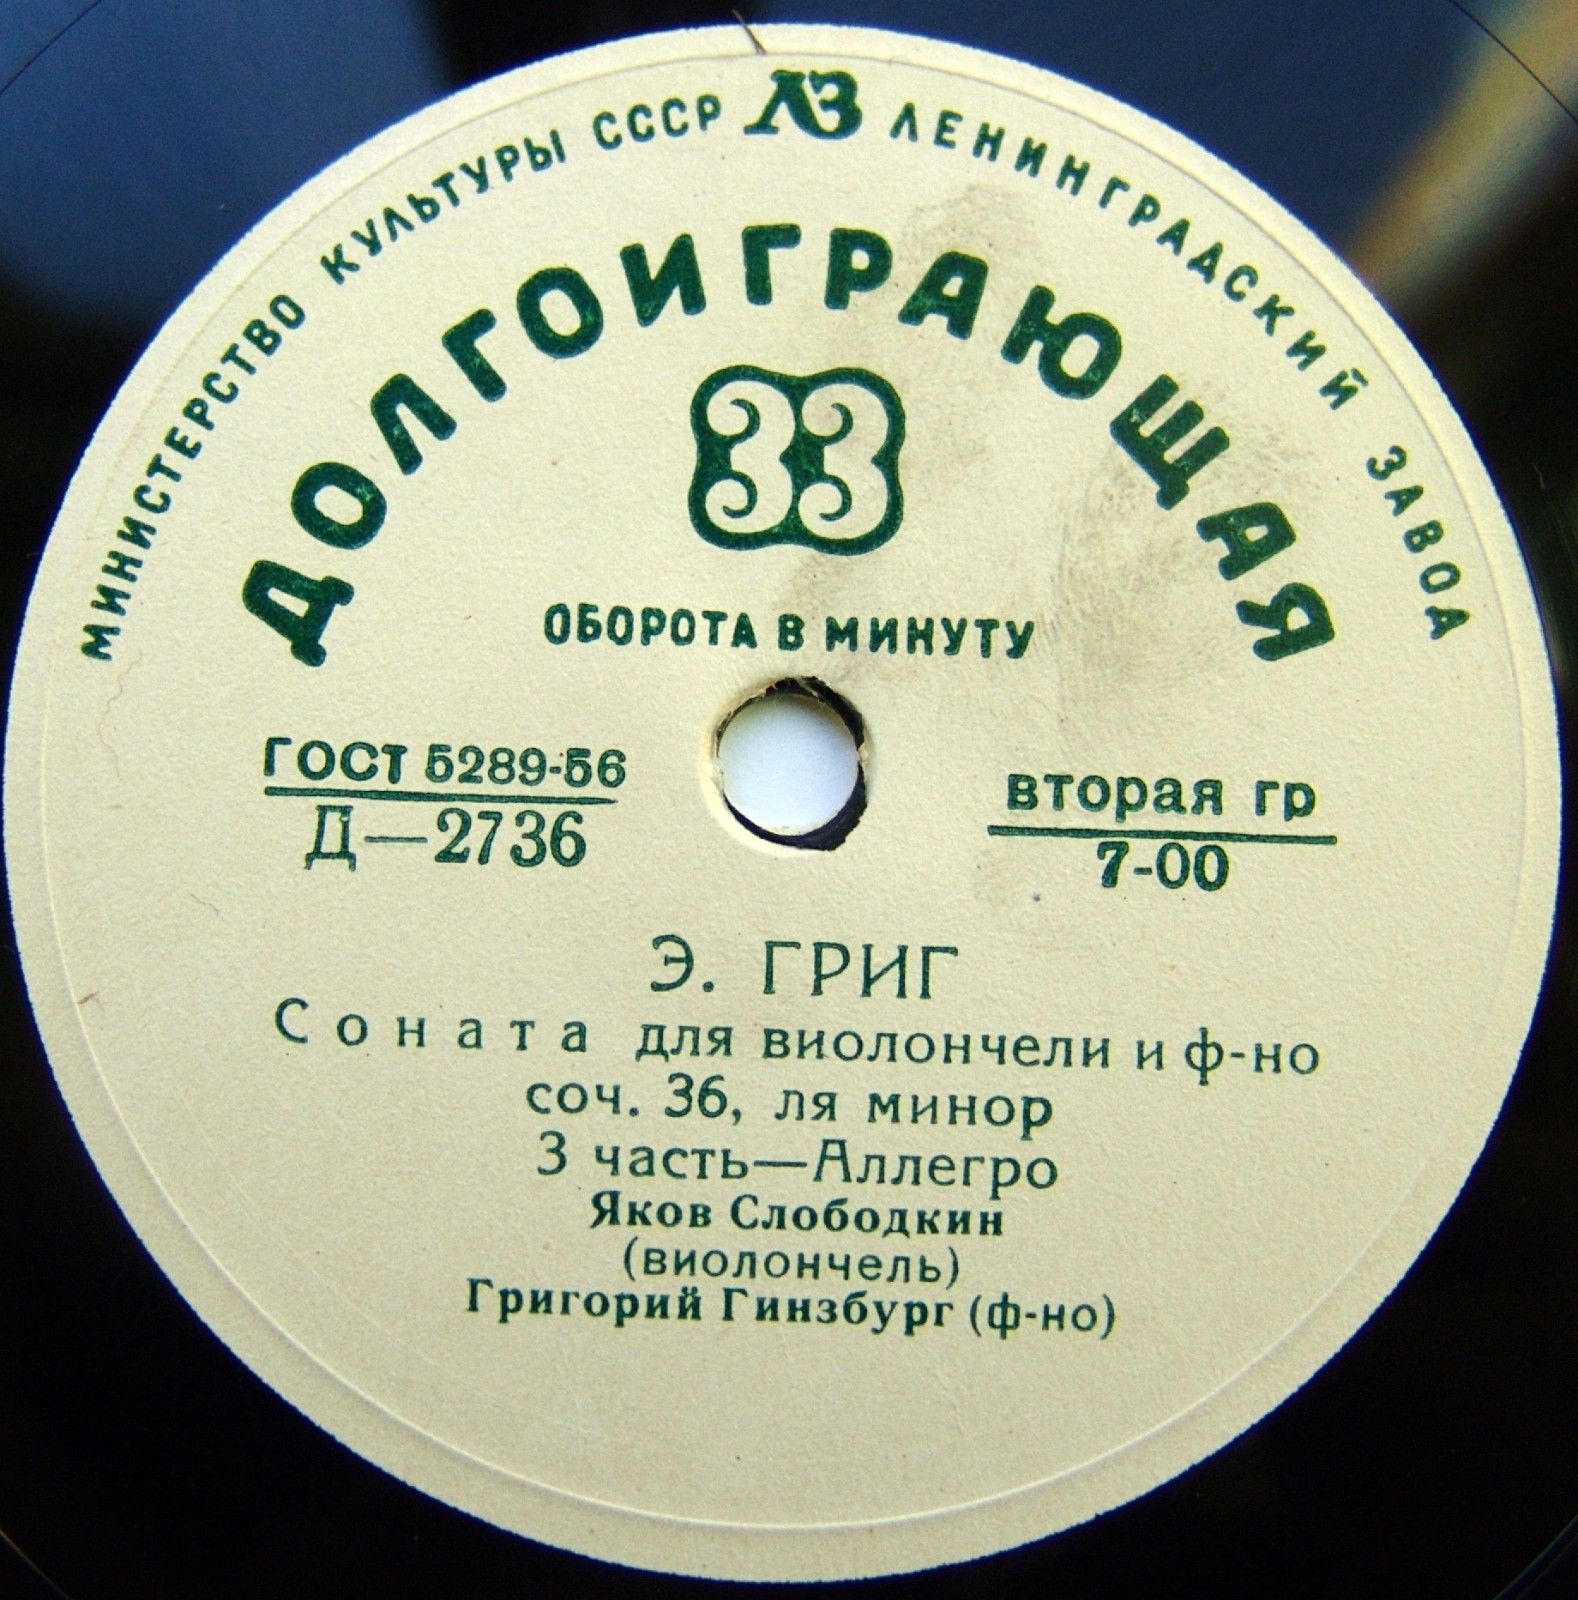 МИНИСТЕРСТВО КУЛЬТУРЫ СССР ЛЗ ЛЕНИНГРАДСКИЙ ЗАВОД
ДОЛГОИГРАЮЩАЯ
33
ОБОРОТА В МИНУТУ
ГОСТ 5289-56
Д—2736
вторая гр
7-00
Э. ГРИГ
Соната для виолончели и ф-но
соч. 36, ля минор
3 часть—Аллегро
Яков Слободкин
(виолончель)
Григорий Гинзбург (ф-но)